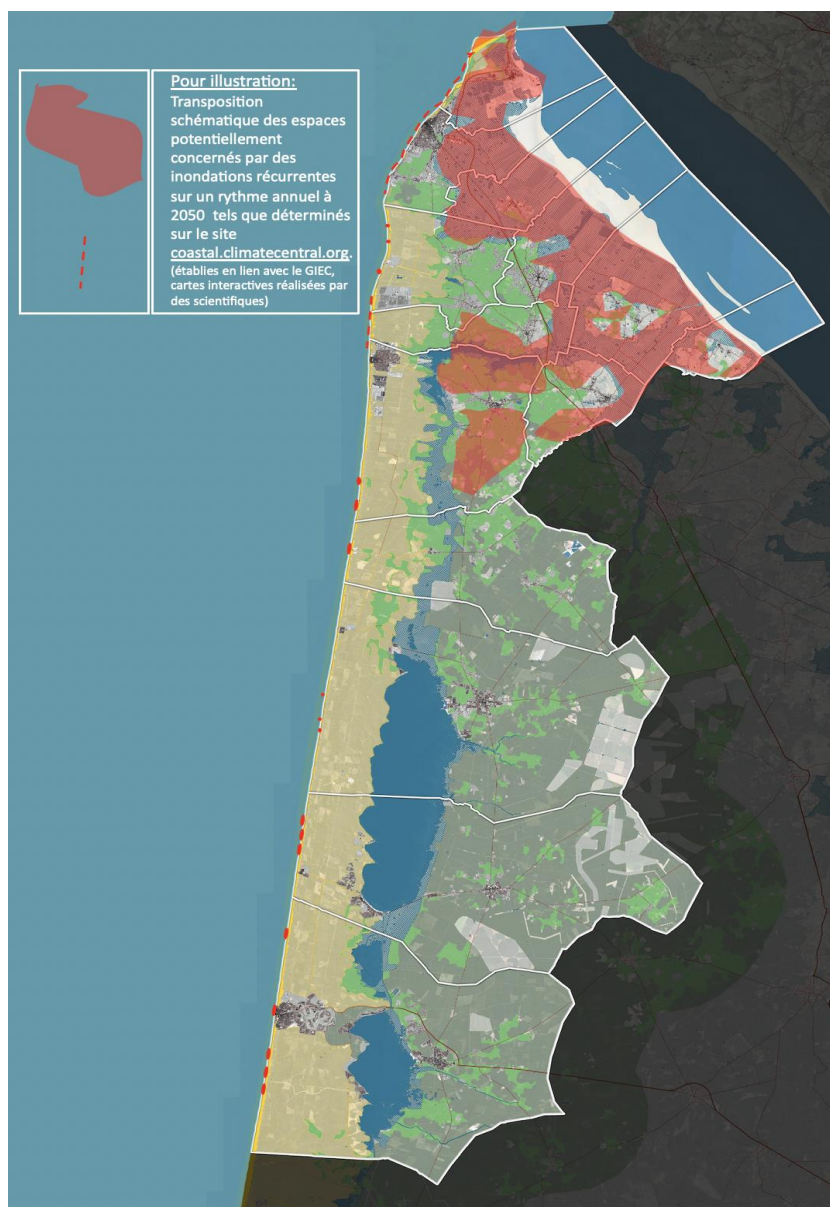 Pour illustration:
Transposition
schématique des espaces
potentiellement
concernés par des
inondations récurrentes
sur un rythme annuel à
2050 tels que déterminés
sur le site
coastal.climatecentral.org.
(établies en lien avec le GIEC,
cartes interactives réalisées par
des scientifiques)